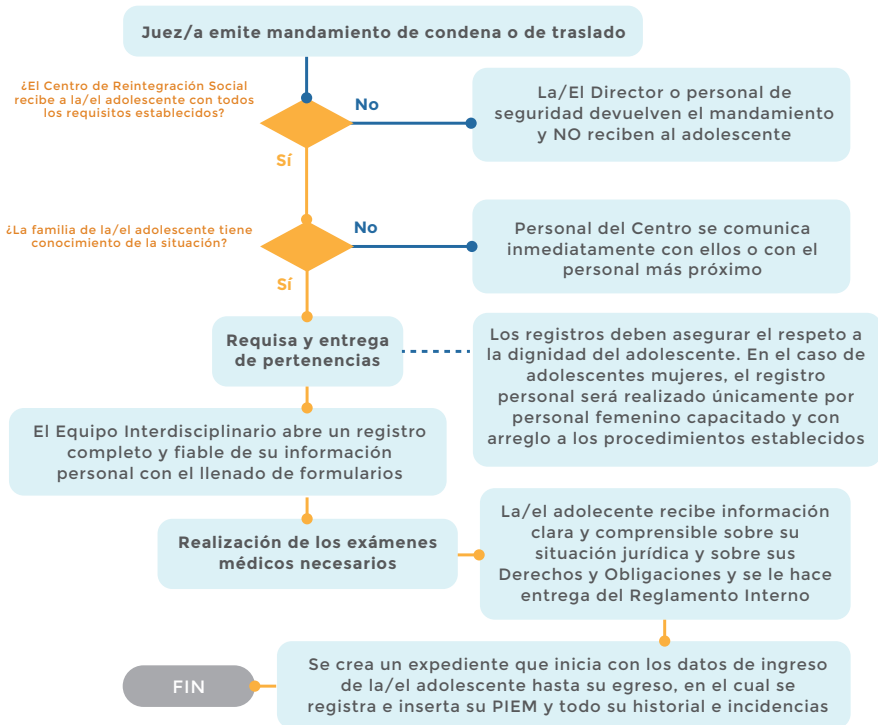 Juez/a emite mandamiento de condena o de traslado
¿El Centro de Reintegración Social
recibe a la/el adolescente con todos
los requisitos establecidos?
No
La/El Director o personal de
seguridad devuelven el mandamiento
y NO reciben al adolescente
Sí
¿La familia de la/el adolescente tiene
conocimiento de la situación?
No
Personal del Centro se comunica
inmediatamente con ellos o con el
personal más próximo
Sí
Requisa y entrega
de pertenencias
Los registros deben asegurar el respeto a
la dignidad del adolescente. En el caso de
adolescentes mujeres, el registro
personal será realizado únicamente por
personal femenino capacitado y con
arreglo a los procedimientos establecidos
El Equipo Interdisciplinario abre un registro
completo y fiable de su información
personal con el llenado de formularios
Realización de los exámenes
médicos necesarios
La/el adolecente recibe información
clara y comprensible sobre su
situación jurídica y sobre sus
Derechos y Obligaciones y se le hace
entrega del Reglamento Interno
Se crea un expediente que inicia con los datos de ingreso
de la/el adolescente hasta su egreso, en el cual se
registra e inserta su PIEM y todo su historial e incidencias
FIN